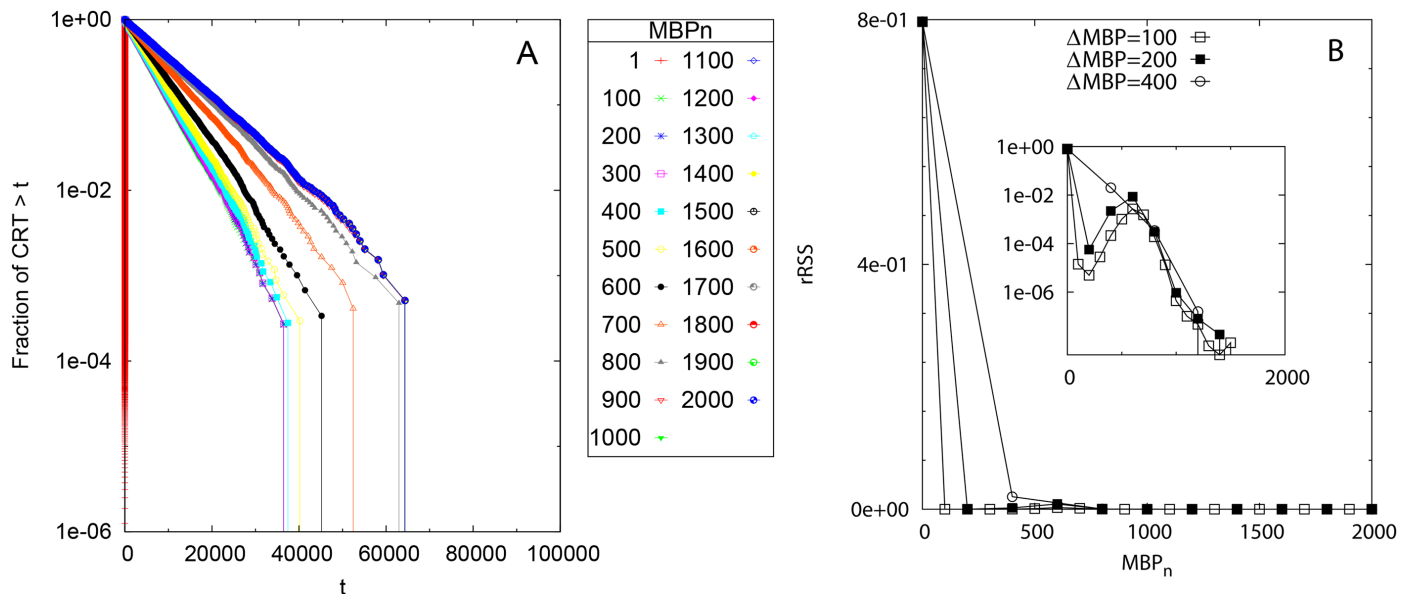 A
1e+00
1e-02
1e-04
1e-06
Fraction of CRT > t
0 20000 40000 60000 80000 100000
t
MBPn
1 1100
100 1200
200 1300
300 1400
400 1500
500 1600
600 1700
700 1800
800 1900
900 2000
1000
B
8e-01
4e-01
0e+00
rRSS
ΔMBP=100
ΔMBP=200
ΔMBP=400
1e+00
1e-02
1e-04
1e-06
0 2000
0 500 1000 1500 2000
MBPn